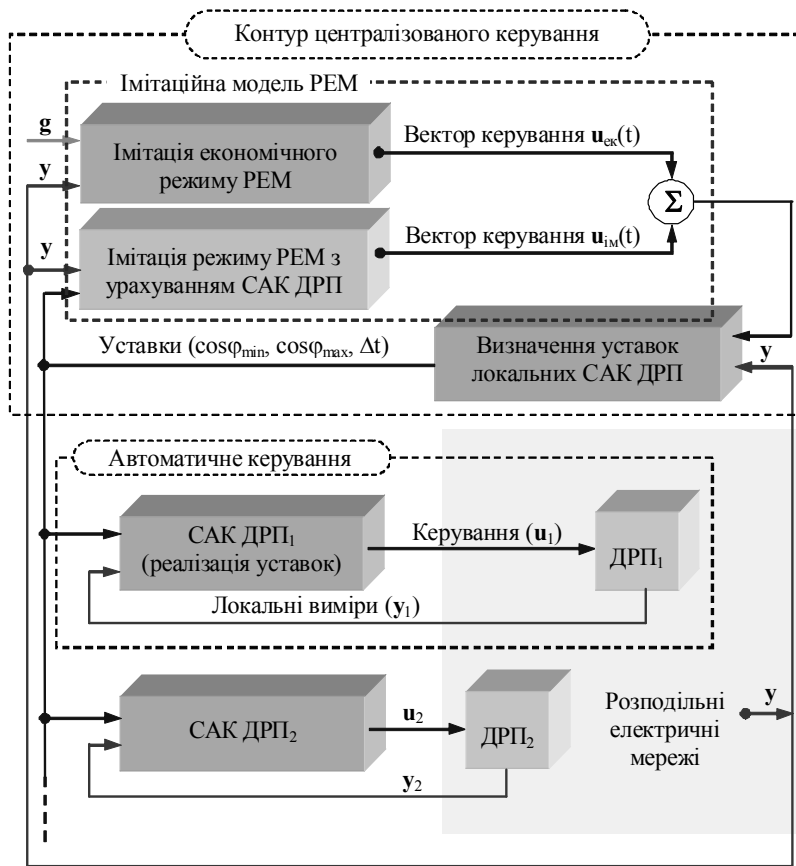 Контур централізованого керування
Імітаційна модель РЕМ
g
Імітація економічного
режиму РЕМ
Вектор керування uек(t)
y
Σ
y
Імітація режиму РЕМ з
урахуванням САК ДРП
Вектор керування uім(t)
Уставки (cosφmin, cosφmax, Δt)
Визначення уставок
локальних САК ДРП
y
Автоматичне керування
САК ДРП1
(реалізація уставок)
Керування (u1)
ДРП1
Локальні виміри (y1)
САК ДРП2
u2
ДРП2
y2
Розподільні
електричні
мережі
y